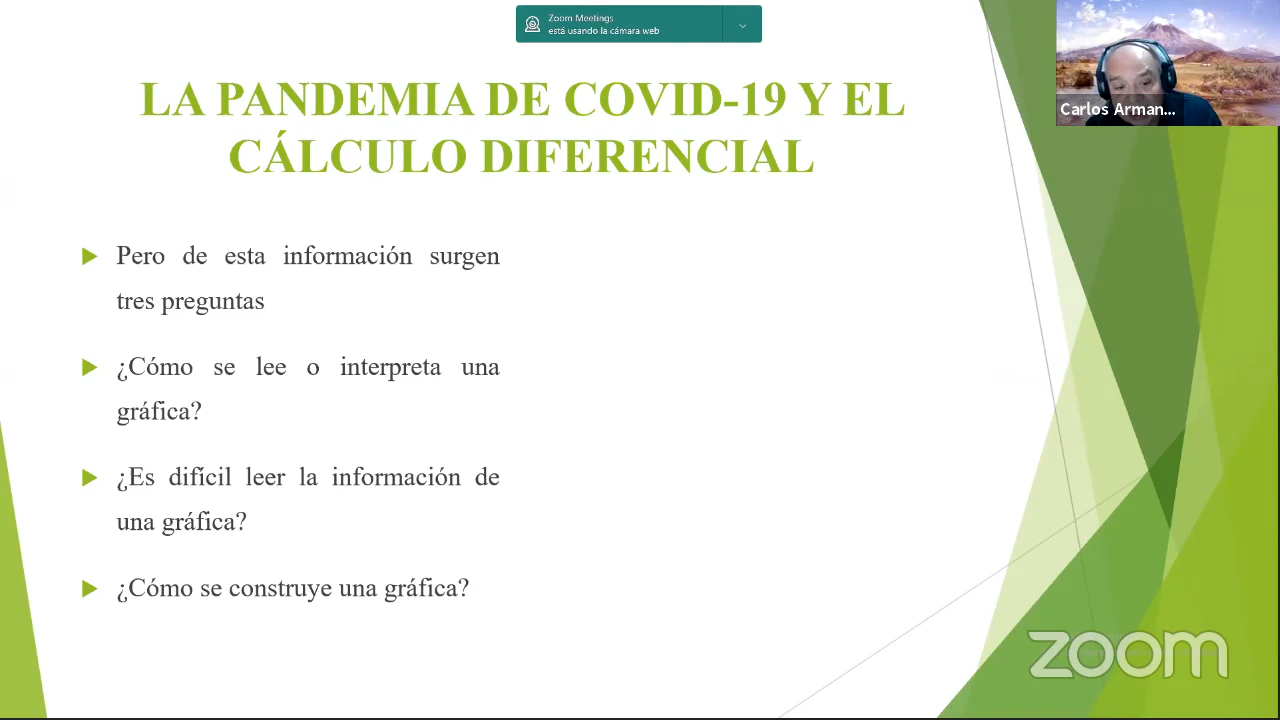 Zoom Meetings
está usando la cámara web
Carlos Arman...
LA PANDEMIA DE COVID-19 Y EL
CÁLCULO DIFERENCIAL
Pero de esta información surgen
tres preguntas
¿Cómo se lee o interpreta una
gráfica?
¿Es difícil leer la información de
una gráfica?
¿Cómo se construye una gráfica?
zoom